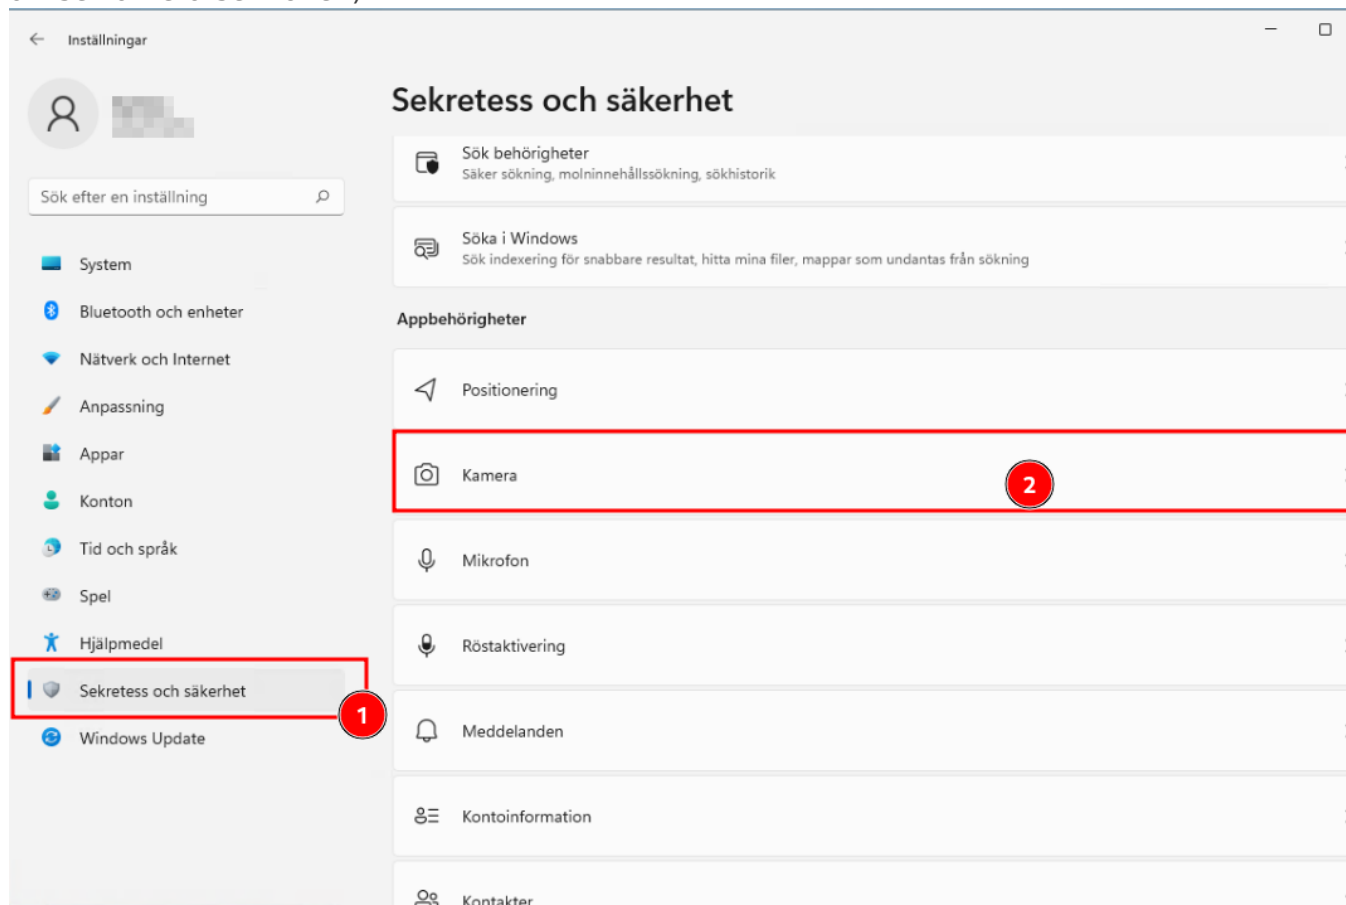 Inställningar
Sök efter en inställning
System
Bluetooth och enheter
Nätverk och Internet
Anpassning
Appar
Konton
Tid och språk
Spel
Hjälpmedel
Sekretess och säkerhet
1
Windows Update
Sekretess och säkerhet
Sök behörigheter
Säker sökning, molninnehållssökning, sökhistorik
Söka i Windows
Sök indexering för snabbare resultat, hitta mina filer, mappar som undantas från sökning
Appbehörigheter
Positionering
Kamera
2
Mikrofon
Röstaktivering
Meddelanden
Kontoinformation
Kontakter